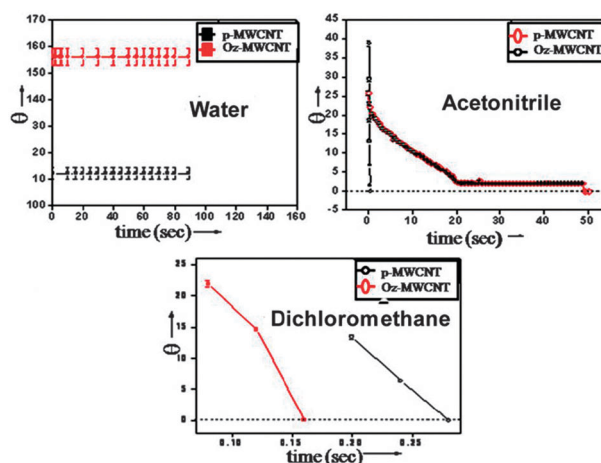 170
160
150
140
130
120
10
100
θ
p-MWCNT
Oz-MWCNT
Water
0 20 40 60 80 100 120 140 160
time (sec)
45
40
35
30
25
20
15
10
5
0
-5
θ
p-MWCNT
Oz-MWCNT
Acetonitrile
0 10 20 30 40 50
time (sec)
25
20
15
10
5
0
θ
p-MWCNT
Oz-MWCNT
Dichloromethane
0.10 0.15 0.20 0.25
time (sec)